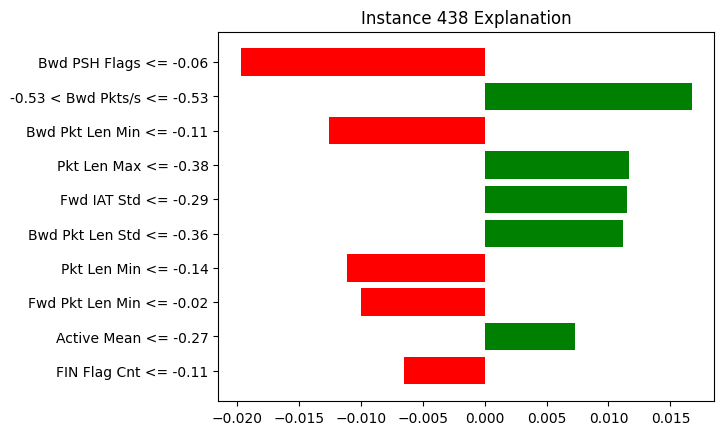 Instance 438 Explanation
Bwd PSH Flags <= -0.06
-0.53 < Bwd Pkts/s <= -0.53
Bwd Pkt Len Min <= -0.11
Pkt Len Max <= -0.38
Fwd IAT Std <= -0.29
Bwd Pkt Len Std <= -0.36
Pkt Len Min <= -0.14
Fwd Pkt Len Min <= -0.02
Active Mean <= -0.27
FIN Flag Cnt <= -0.11
−0.020 −0.015 −0.010 −0.005 0.000 0.005 0.010 0.015